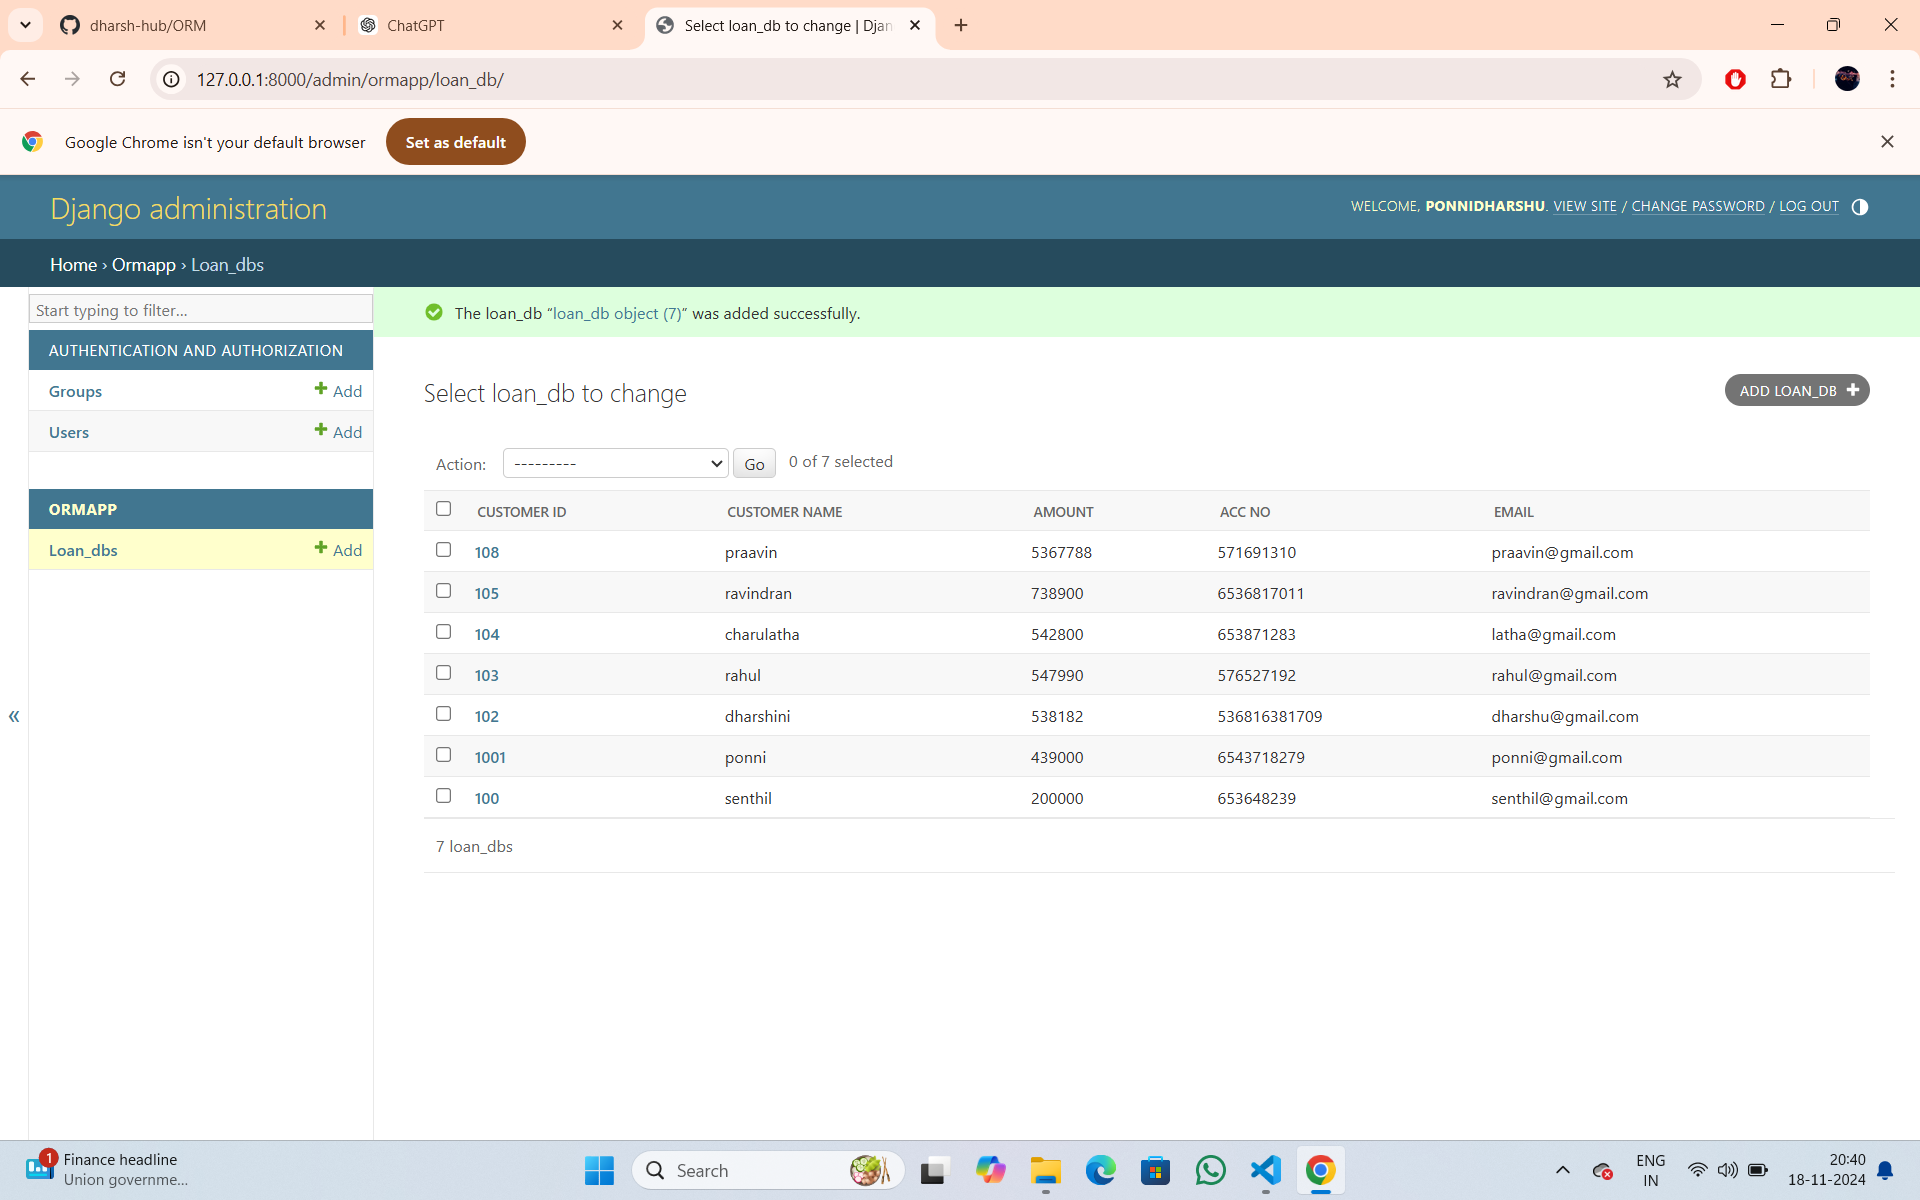 dharsh-hub/ORM
ChatGPT
Select loan_db to change | Djan
127.0.0.1:8000/admin/ormapp/loan_db/
Google Chrome isn't your default browser
Set as default
Django administration
WELCOME, PONNIDHARSHU. VIEW SITE / CHANGE PASSWORD / LOG OUT
Home › Ormapp › Loan_dbs
Start typing to filter...
The loan_db “loan_db object (7)” was added successfully.
AUTHENTICATION AND AUTHORIZATION
Groups Add
Users Add
ORMAPP
Loan_dbs Add
Select loan_db to change
ADD LOAN_DB
Action: --------- Go 0 of 7 selected
CUSTOMER ID CUSTOMER NAME AMOUNT ACC NO EMAIL
108 praavin 5367788 571691310 praavin@gmail.com
105 ravindran 738900 6536817011 ravindran@gmail.com
104 charulatha 542800 653871283 latha@gmail.com
103 rahul 547990 576527192 rahul@gmail.com
102 dharshini 538182 536816381709 dharshu@gmail.com
1001 ponni 439000 6543718279 ponni@gmail.com
100 senthil 200000 653648239 senthil@gmail.com
7 loan_dbs
«
1
Finance headline
Union governme...
Search
ENG
IN
20:40
18-11-2024